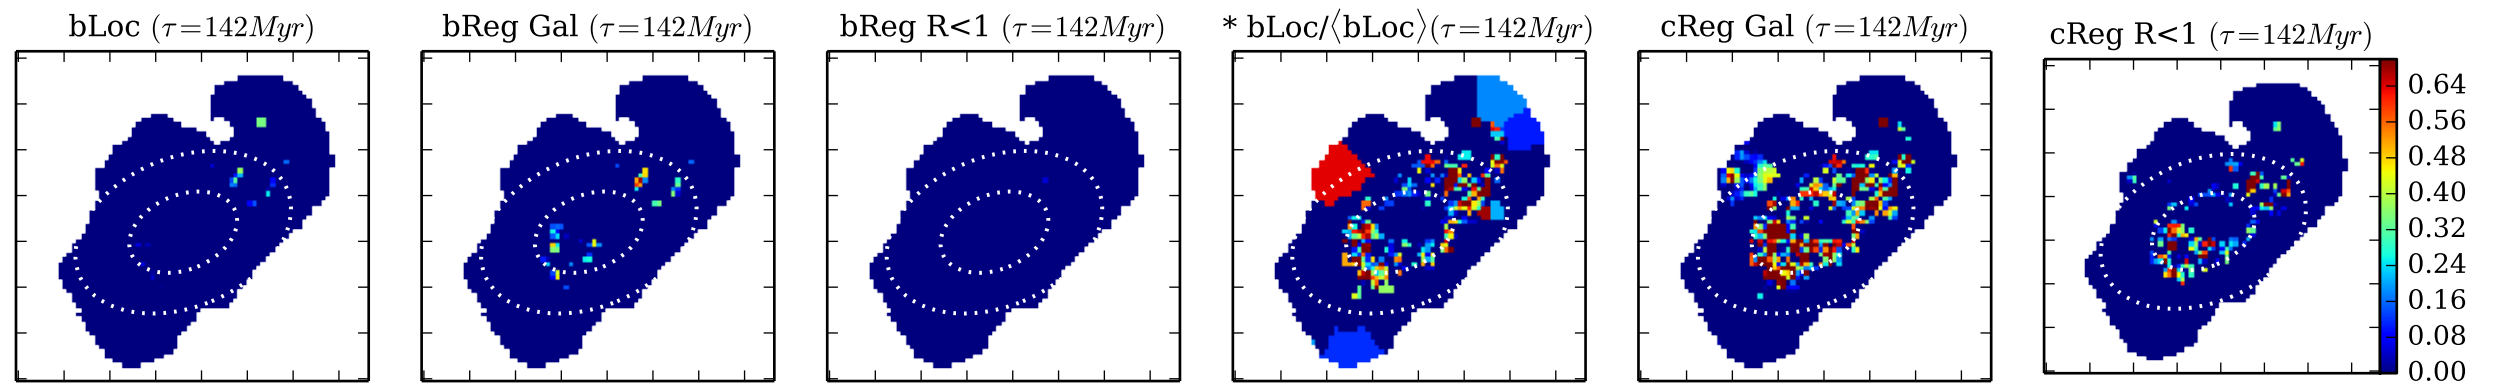 bLoc (τ=142Myr)
bReg Gal (τ=142Myr)
bReg R<1 (τ=142Myr)
* bLoc/⟨bLoc⟩(τ=142Myr)
cReg Gal (τ=142Myr)
cReg R<1 (τ=142Myr)
0.64
0.56
0.48
0.40
0.32
0.24
0.16
0.08
0.00